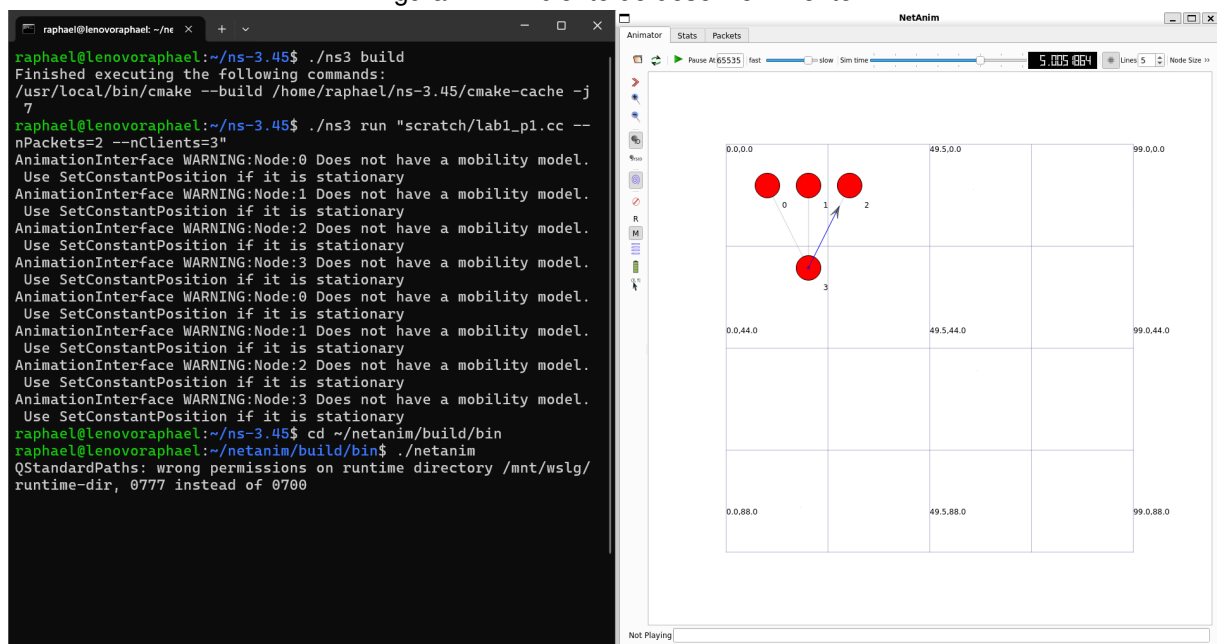 raphael@lenovoraphael: ~/ne × + ⌄
raphael@lenovoraphael:~/ns-3.45$ ./ns3 build
Finished executing the following commands:
/usr/local/bin/cmake --build /home/raphael/ns-3.45/cmake-cache -j
7
raphael@lenovoraphael:~/ns-3.45$ ./ns3 run "scratch/lab1_p1.cc --
nPackets=2 --nClients=3"
AnimationInterface WARNING:Node:0 Does not have a mobility model.
Use SetConstantPosition if it is stationary
AnimationInterface WARNING:Node:1 Does not have a mobility model.
Use SetConstantPosition if it is stationary
AnimationInterface WARNING:Node:2 Does not have a mobility model.
Use SetConstantPosition if it is stationary
AnimationInterface WARNING:Node:3 Does not have a mobility model.
Use SetConstantPosition if it is stationary
AnimationInterface WARNING:Node:0 Does not have a mobility model.
Use SetConstantPosition if it is stationary
AnimationInterface WARNING:Node:1 Does not have a mobility model.
Use SetConstantPosition if it is stationary
AnimationInterface WARNING:Node:2 Does not have a mobility model.
Use SetConstantPosition if it is stationary
AnimationInterface WARNING:Node:3 Does not have a mobility model.
Use SetConstantPosition if it is stationary
raphael@lenovoraphael:~/ns-3.45$ cd ~/netanim/build/bin
raphael@lenovoraphael:~/netanim/build/bin$ ./netanim
QStandardPaths: wrong permissions on runtime directory /mnt/wslg/
runtime-dir, 0777 instead of 0700
NetAnim
Animator Stats Packets
Pause At: 65535 fast slow Sim time 5.0051864 Lines 5 Node Size >>
R
M
0.0,0.0 49.5,0.0 99.0,0.0
0 1 2
3
0.0,44.0 49.5,44.0 99.0,44.0
0.0,88.0 49.5,88.0 99.0,88.0
Not Playing